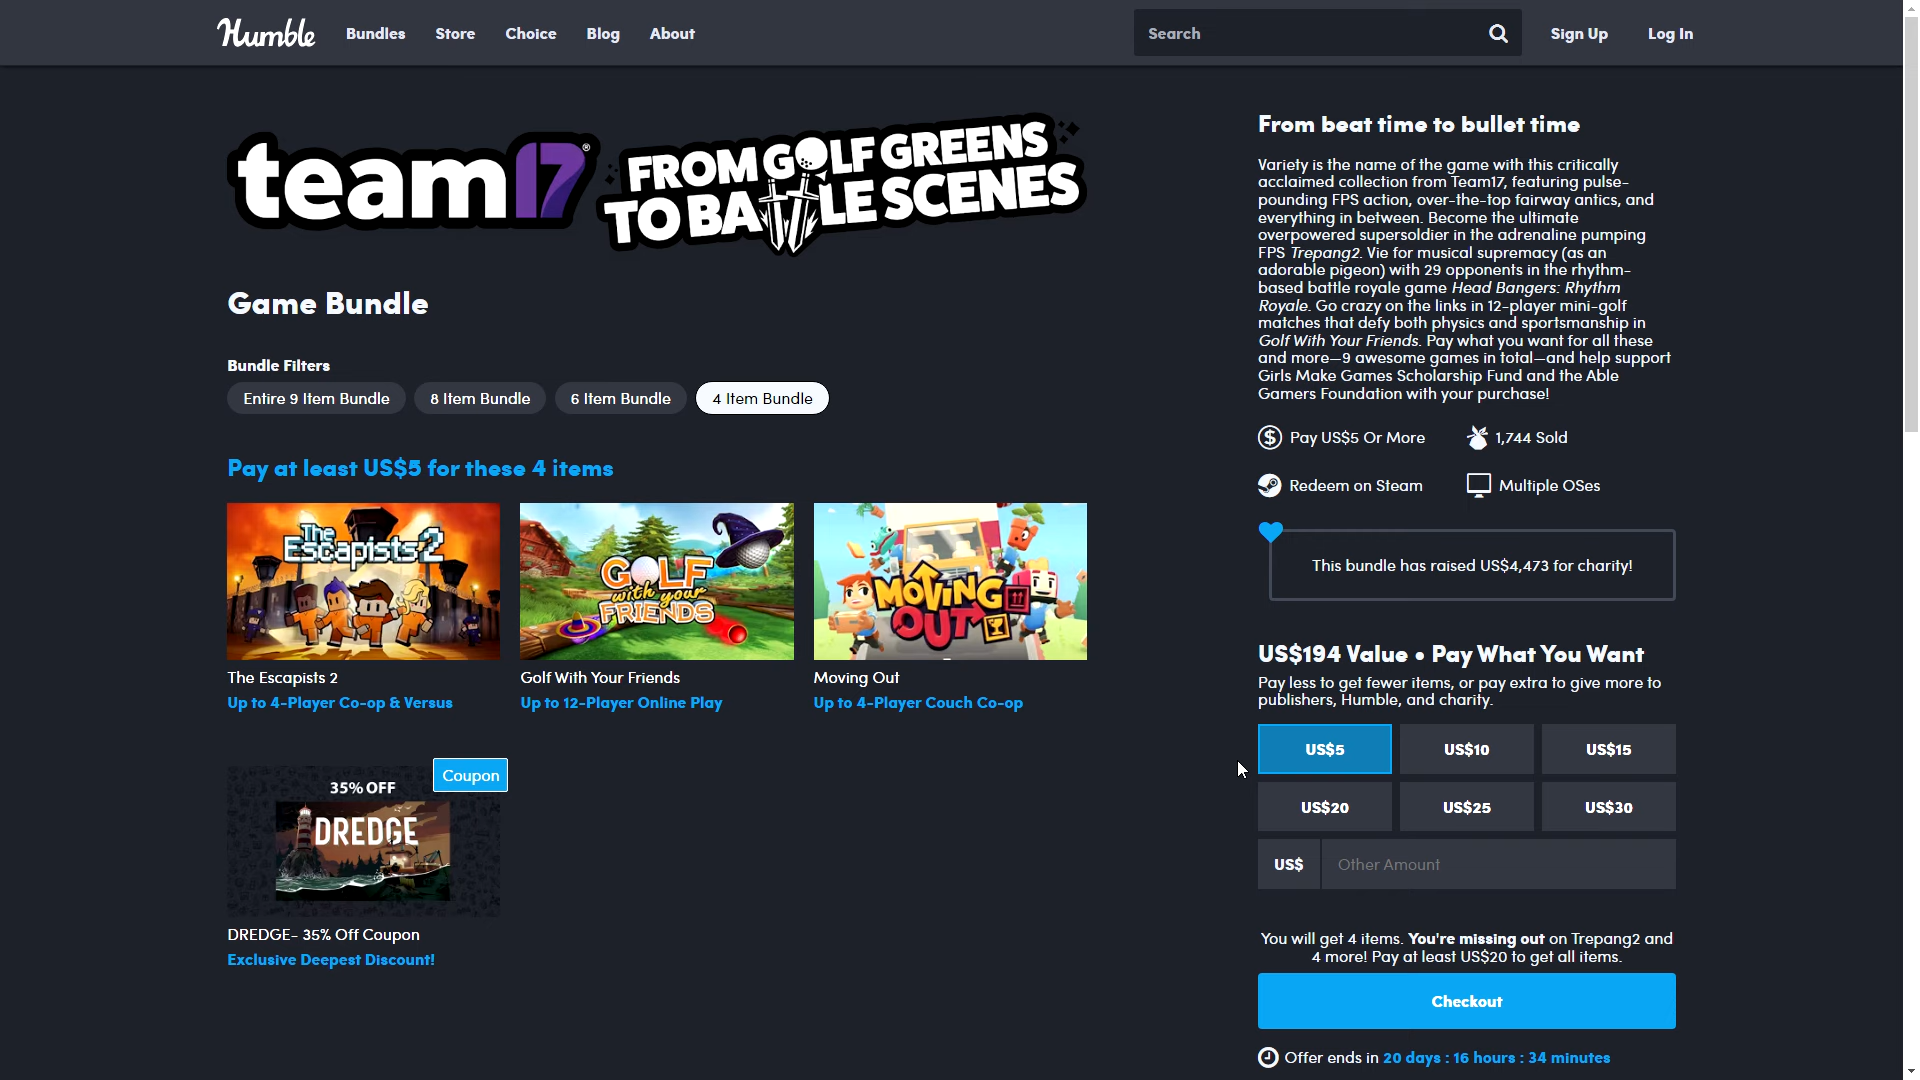 Humble
Bundles
Store
Choice
Blog
About
Search
Sign Up
Log In
team17®
FROM GOLF GREENS
TO BATTLE SCENES
Game Bundle
Bundle Filters
Entire 9 Item Bundle
8 Item Bundle
6 Item Bundle
4 Item Bundle
Pay at least US$5 for these 4 items
The
Escapists 2
The Escapists 2
Up to 4-Player Co-op & Versus
GOLF
with your
FRIENDS
Golf With Your Friends
Up to 12-Player Online Play
MOVING
OUT
Moving Out
Up to 4-Player Couch Co-op
Coupon
35% OFF
DREDGE
DREDGE- 35% Off Coupon
Exclusive Deepest Discount!
From beat time to bullet time
Variety is the name of the game with this critically
acclaimed collection from Team17, featuring pulse-
pounding FPS action, over-the-top fairway antics, and
everything in between. Become the ultimate
overpowered supersoldier in the adrenaline pumping
FPS Trepang2. Vie for musical supremacy (as an
adorable pigeon) with 29 opponents in the rhythm-
based battle royale game Head Bangers: Rhythm
Royale. Go crazy on the links in 12-player mini-golf
matches that defy both physics and sportsmanship in
Golf With Your Friends. Pay what you want for all these
and more—9 awesome games in total—and help support
Girls Make Games Scholarship Fund and the Able
Gamers Foundation with your purchase!
Pay US$5 Or More
1,744 Sold
Redeem on Steam
Multiple OSes
This bundle has raised US$4,473 for charity!
US$194 Value • Pay What You Want
Pay less to get fewer items, or pay extra to give more to
publishers, Humble, and charity.
US$5
US$10
US$15
US$20
US$25
US$30
US$
Other Amount
You will get 4 items. You're missing out on Trepang2 and
4 more! Pay at least US$20 to get all items.
Checkout
Offer ends in 20 days : 16 hours : 34 minutes